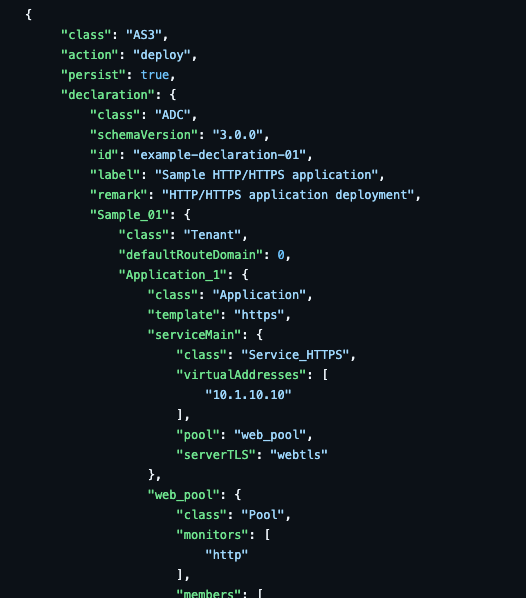 {
"class": "AS3",
"action": "deploy",
"persist": true,
"declaration": {
"class": "ADC",
"schemaVersion": "3.0.0",
"id": "example-declaration-01",
"label": "Sample HTTP/HTTPS application",
"remark": "HTTP/HTTPS application deployment",
"Sample_01": {
"class": "Tenant",
"defaultRouteDomain": 0,
"Application_1": {
"class": "Application",
"template": "https",
"serviceMain": {
"class": "Service_HTTPS",
"virtualAddresses": [
"10.1.10.10"
],
"pool": "web_pool",
"serverTLS": "webtls"
},
"web_pool": {
"class": "Pool",
"monitors": [
"http"
],
"members": [